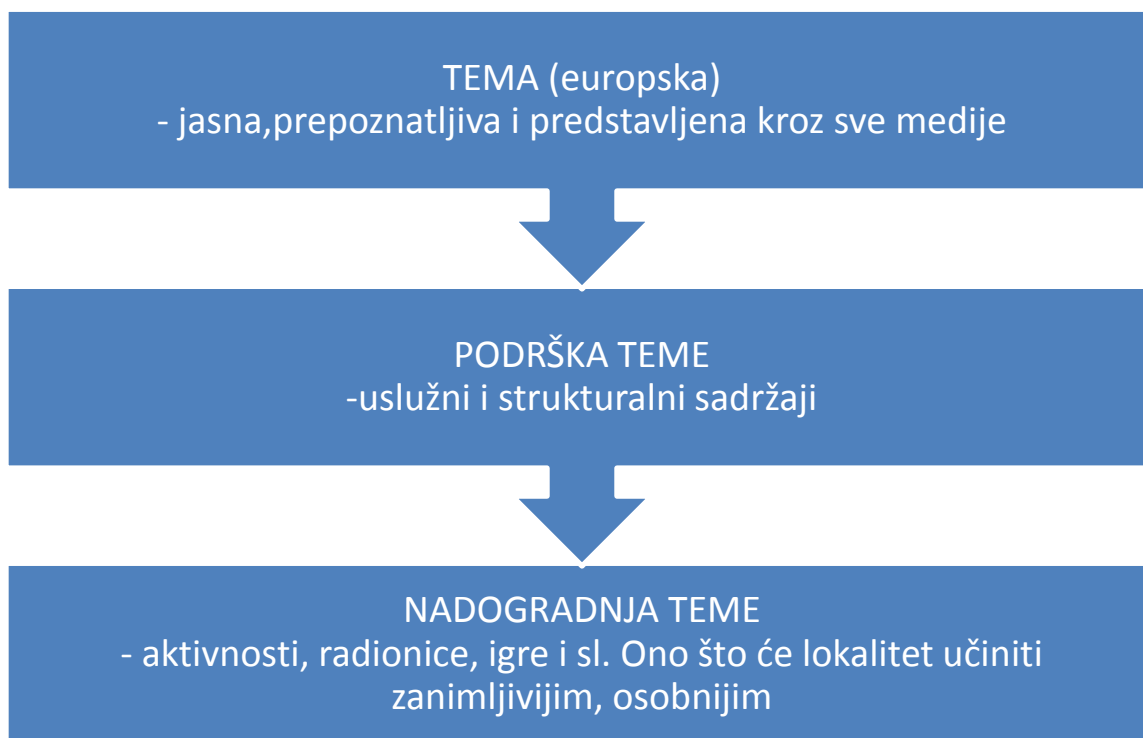 TEMA (europska)
- jasna,prepoznatljiva i predstavljena kroz sve medije
PODRŠKA TEME
-uslužni i strukturalni sadržaji
NADOGRADNJA TEME
- aktivnosti, radionice, igre i sl. Ono što će lokalitet učiniti
zanimljivijim, osobnijim